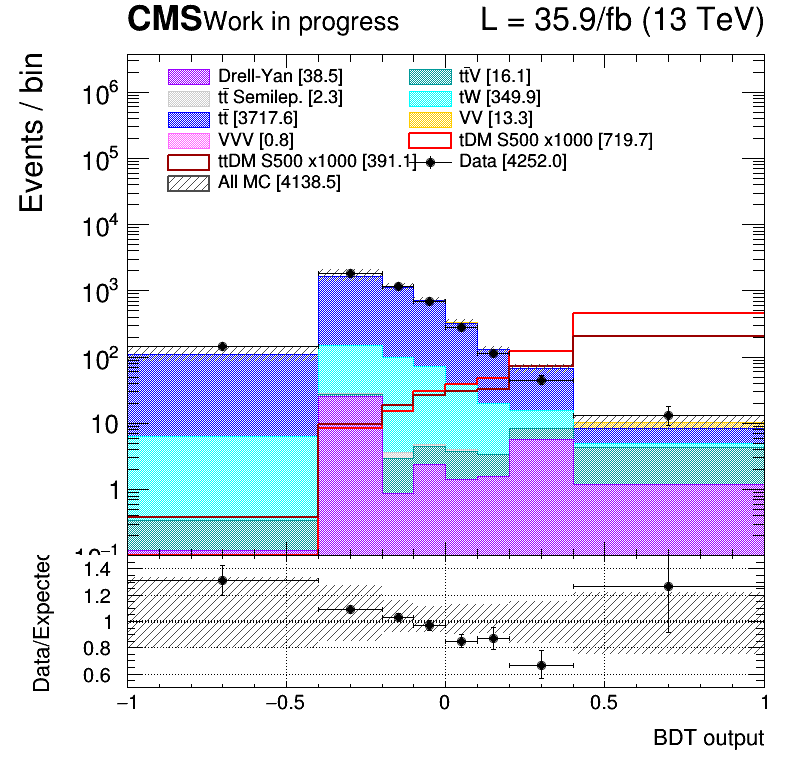 CMS Work in progress L = 35.9/fb (13 TeV)
Events / bin
Drell-Yan [38.5] tt̄V [16.1]
tt̄ Semilep. [2.3] tW [349.9]
tt̄ [3717.6] VV [13.3]
VVV [0.8] tDM S500 x1000 [719.7]
ttDM S500 x1000 [391.1] Data [4252.0]
All MC [4138.5]
10⁶
10⁵
10⁴
10³
10²
10
1
10⁻¹
Data/Expected
1.4
1.2
1
0.8
0.6
−1 −0.5 0 0.5 1
BDT output